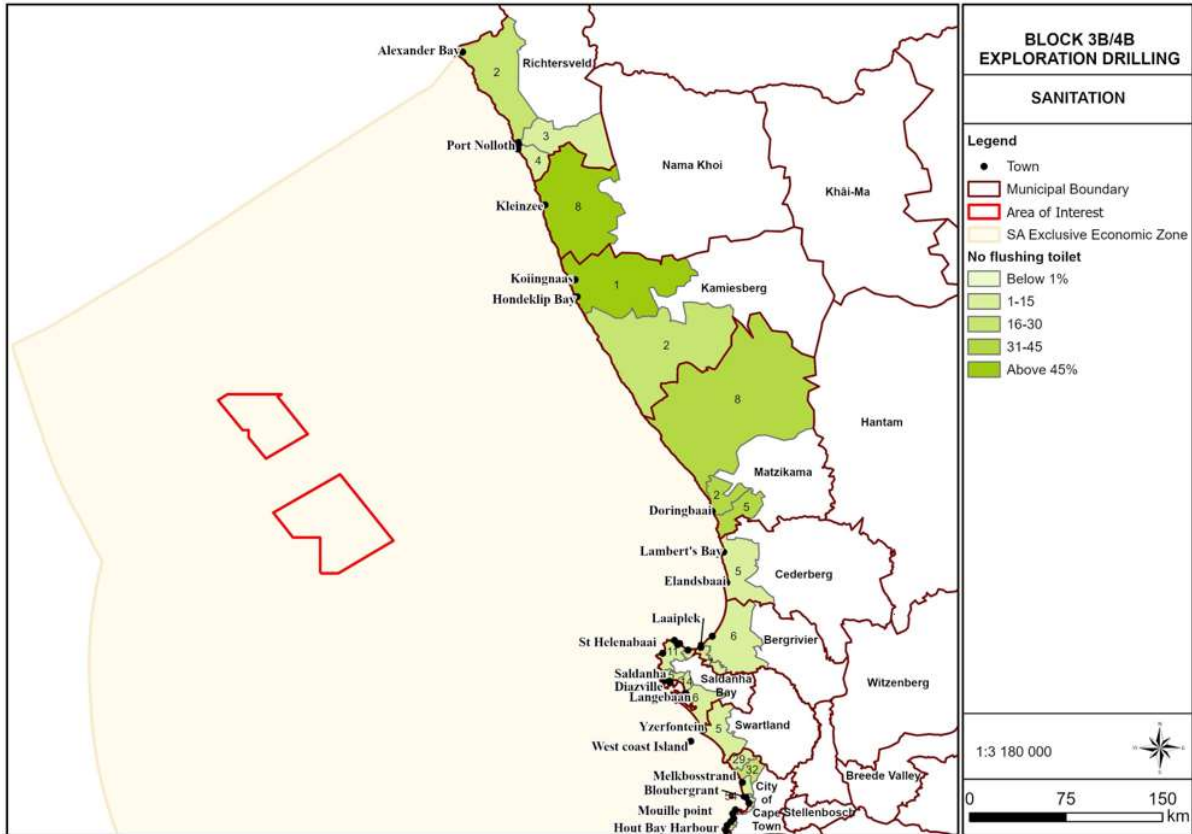 Alexander Bay
2
Richtersveld
3
Port Nolloth
4
Nama Khoi
Khâi-Ma
Kleinzee
8
Koiingnaas
1
Kamiesberg
Hondeklip Bay
2
8
Hantam
Matzikama
2
5
Doringbaai
Lambert's Bay
5
Cederberg
Elandsbaai
Laaiplek
6
Bergrivier
St Helenabaai
11
Saldanha
Diazville
Langebaan
6
Saldanha
Bay
Witzenberg
Yzerfontein
5
Swartland
West coast Island
29
32
Melkbosstrand
Breede Valley
Bloubergrant
City
of
Cape
Town
Stellenbosch
Mouille point
Hout Bay Harbour
BLOCK 3B/4B
EXPLORATION DRILLING
SANITATION
Legend
Town
Municipal Boundary
Area of Interest
SA Exclusive Economic Zone
No flushing toilet
Below 1%
1-15
16-30
31-45
Above 45%
1:3 180 000
0 75 150
km